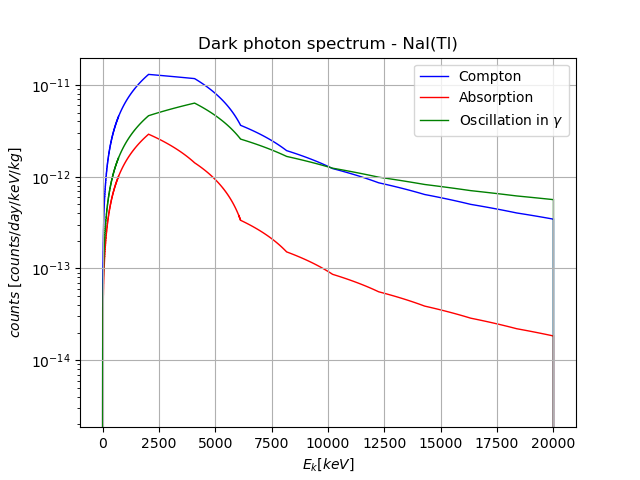 Dark photon spectrum - NaI(Tl)
Compton
Absorption
Oscillation in γ
counts [counts/day/keV/kg]
10⁻¹¹
10⁻¹²
10⁻¹³
10⁻¹⁴
0 2500 5000 7500 10000 12500 15000 17500 20000
Eₖ[keV]